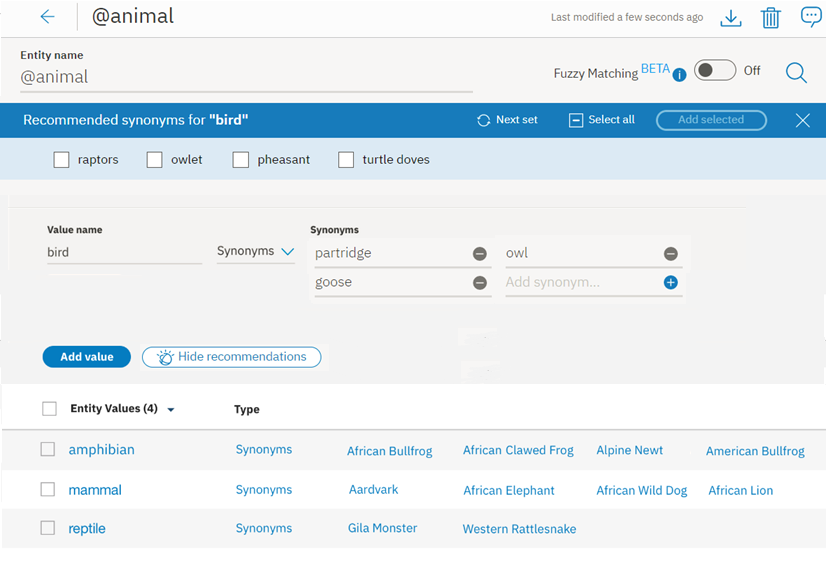 @animal Last modified a few seconds ago
Entity name
@animal Fuzzy Matching BETA i Off
Recommended synonyms for "bird" Next set Select all Add selected
raptors owlet pheasant turtle doves
Value name Synonyms
bird Synonyms partridge owl
goose Add synonym...
Add value Hide recommendations
Entity Values (4) Type
amphibian Synonyms African Bullfrog African Clawed Frog Alpine Newt American Bullfrog
mammal Synonyms Aardvark African Elephant African Wild Dog African Lion
reptile Synonyms Gila Monster Western Rattlesnake